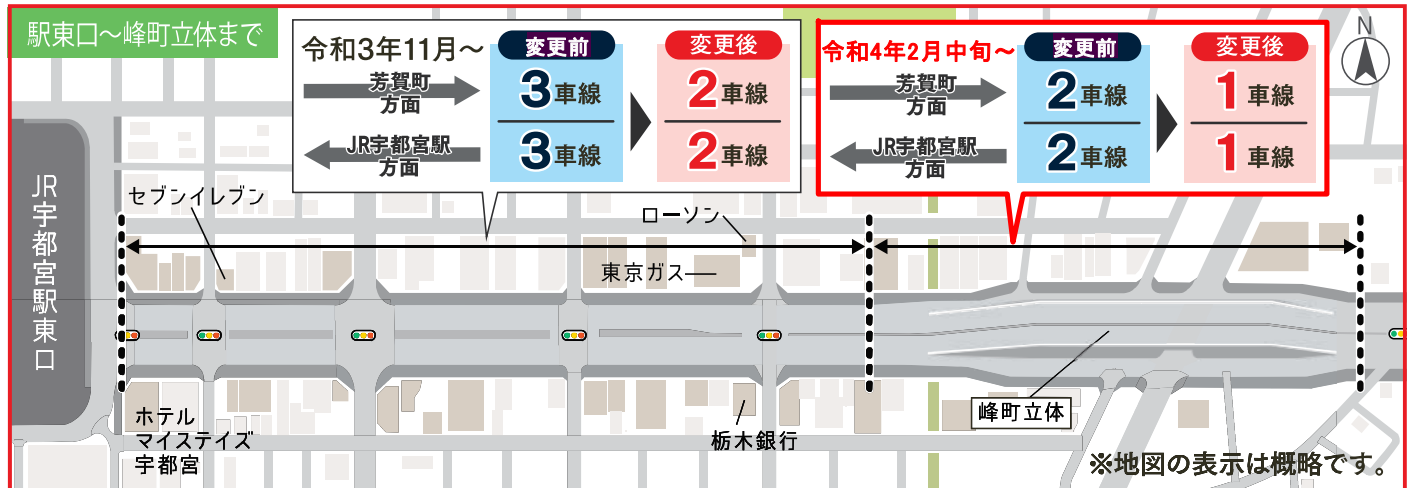 駅東口～峰町立体まで
令和3年11月～
変更前
変更後
芳賀町
方面
3車線
2車線
JR宇都宮駅
方面
3車線
2車線
令和4年2月中旬～
変更前
変更後
芳賀町
方面
2車線
1車線
JR宇都宮駅
方面
2車線
1車線
N
JR宇都宮駅東口
セブンイレブン
ローソン
東京ガス
ホテル
マイステイズ
宇都宮
栃木銀行
峰町立体
※地図の表示は概略です。